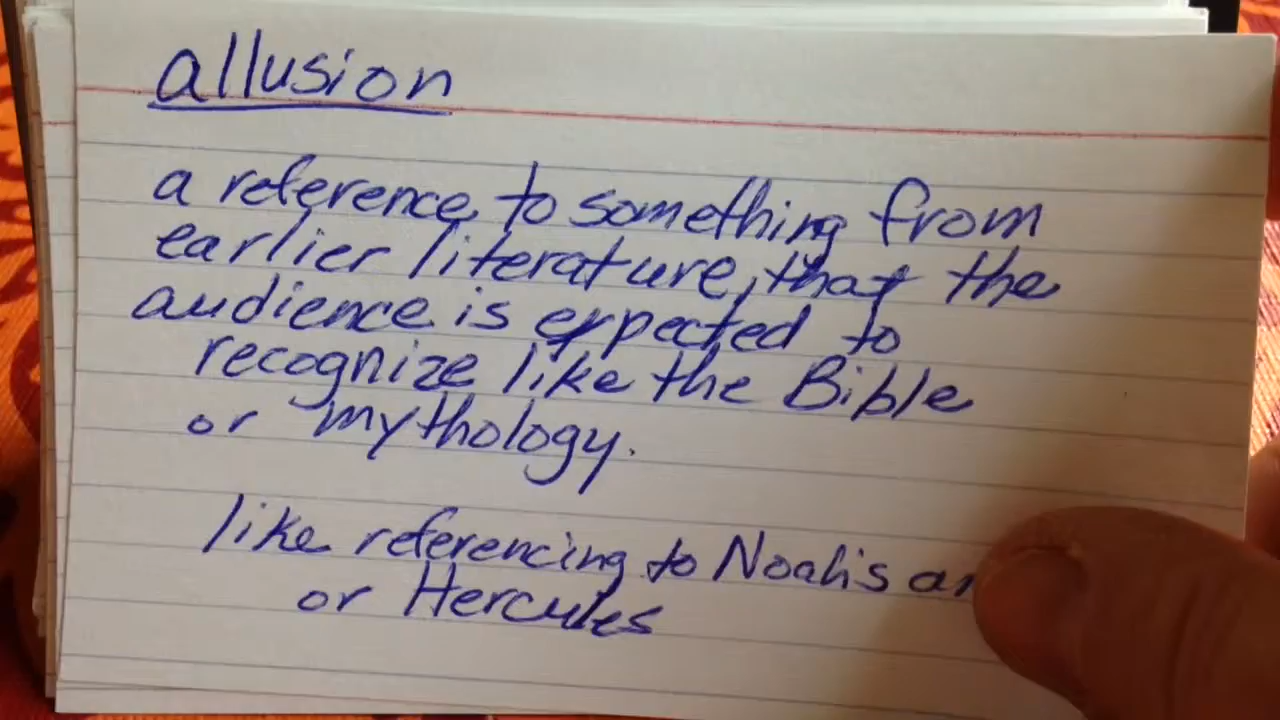 allusion
a reference to something from
earlier literature, that the
audience is expected to
recognize like the Bible
or mythology.
like referencing to Noah's
or Hercules